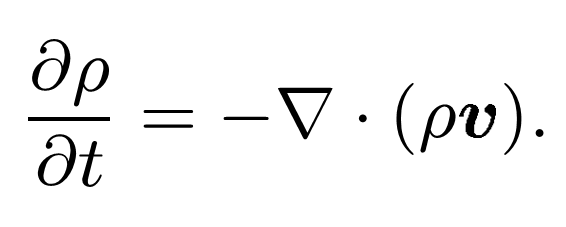 ∂ρ/∂t = −∇ · (ρ𝒗).